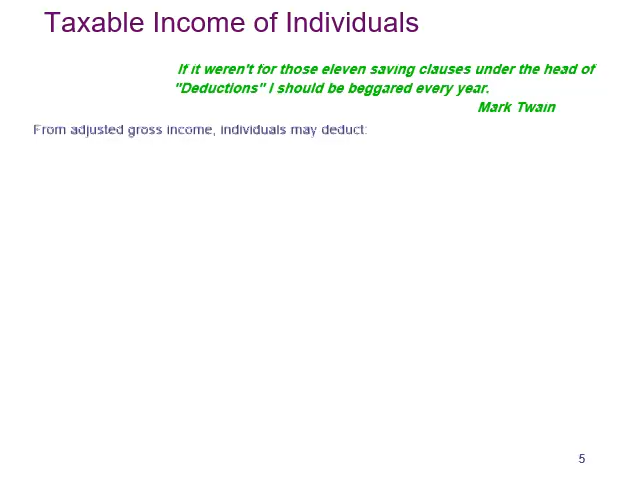 Taxable Income of Individuals
If it weren't for those eleven saving clauses under the head of
"Deductions" I should be beggared every year.
Mark Twain
From adjusted gross income, individuals may deduct:
5